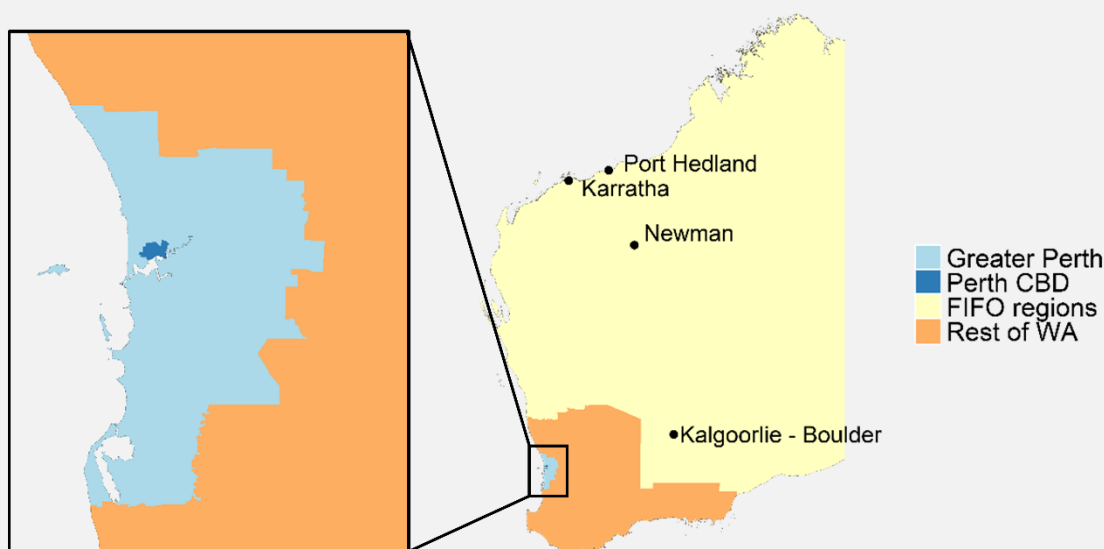 Port Hedland
Karratha
Newman
Kalgoorlie - Boulder
Greater Perth
Perth CBD
FIFO regions
Rest of WA